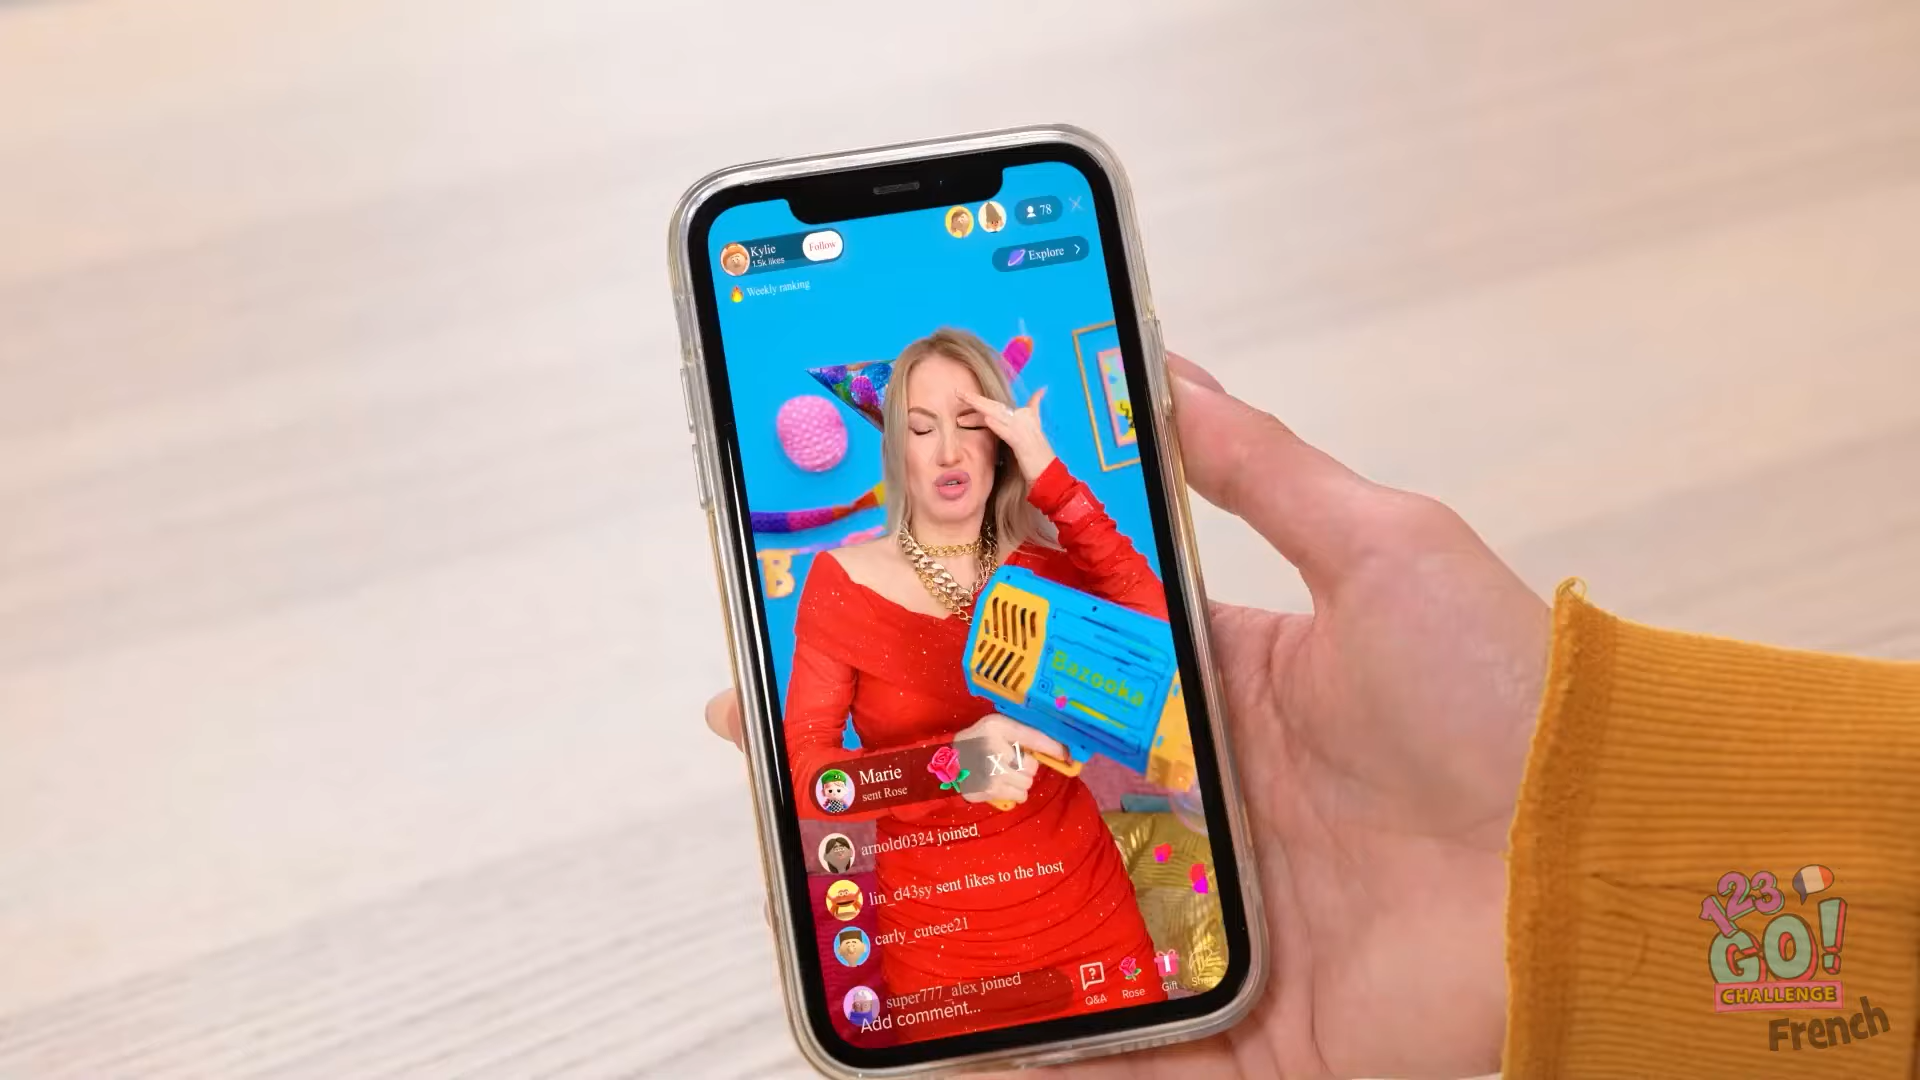 78
Kylie
Follow
1.5k likes
Explore
Weekly ranking
B
Bazooka
Marie
x1
sent Rose
arnold0324 joined
lin_d43sy sent likes to the host
carly_cuteee21
super777_alex joined
Add comment...
Q&A
Rose
Gift
123
GO!
CHALLENGE
French